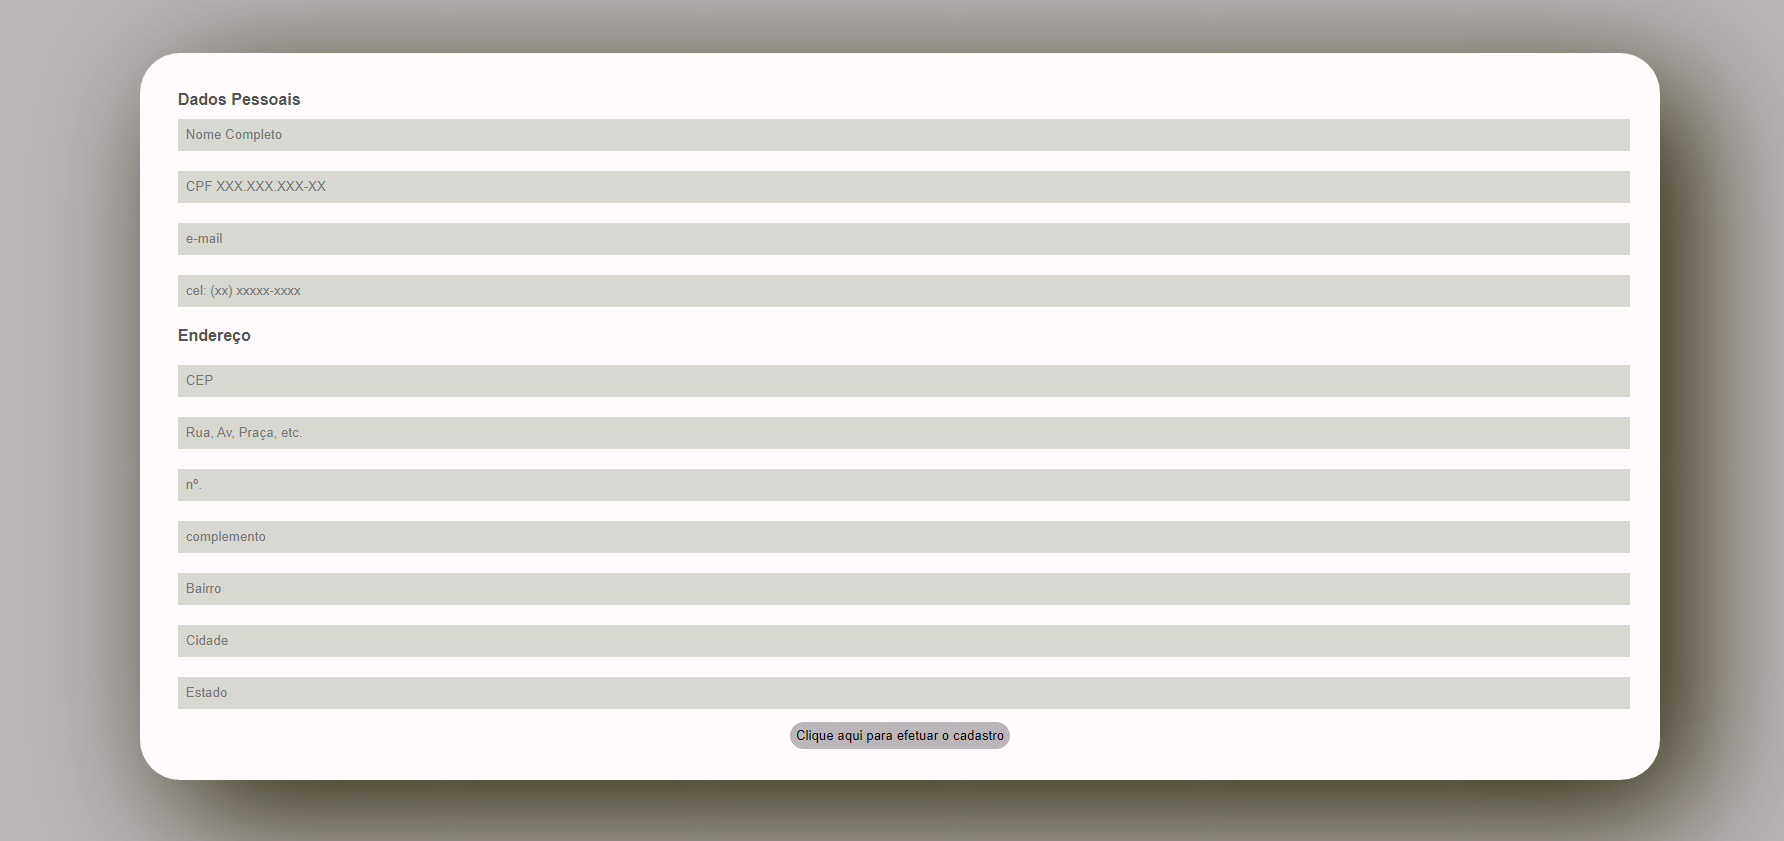 Dados Pessoais
Nome Completo
CPF XXX.XXX.XXX-XX
e-mail
cel: (xx) xxxxx-xxxx
Endereço
CEP
Rua, Av, Praça, etc.
nº.
complemento
Bairro
Cidade
Estado
Clique aqui para efetuar o cadastro